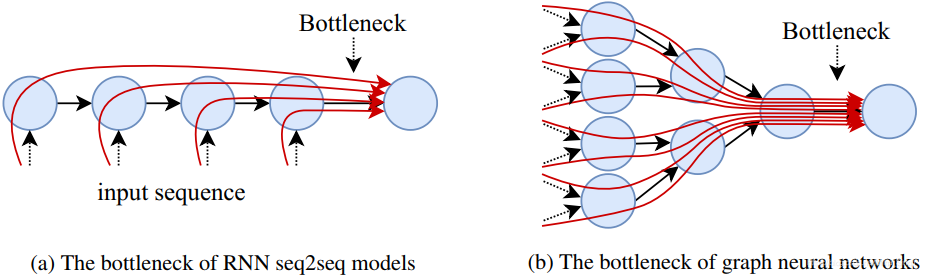 Bottleneck
input sequence
(a) The bottleneck of RNN seq2seq models
Bottleneck
(b) The bottleneck of graph neural networks